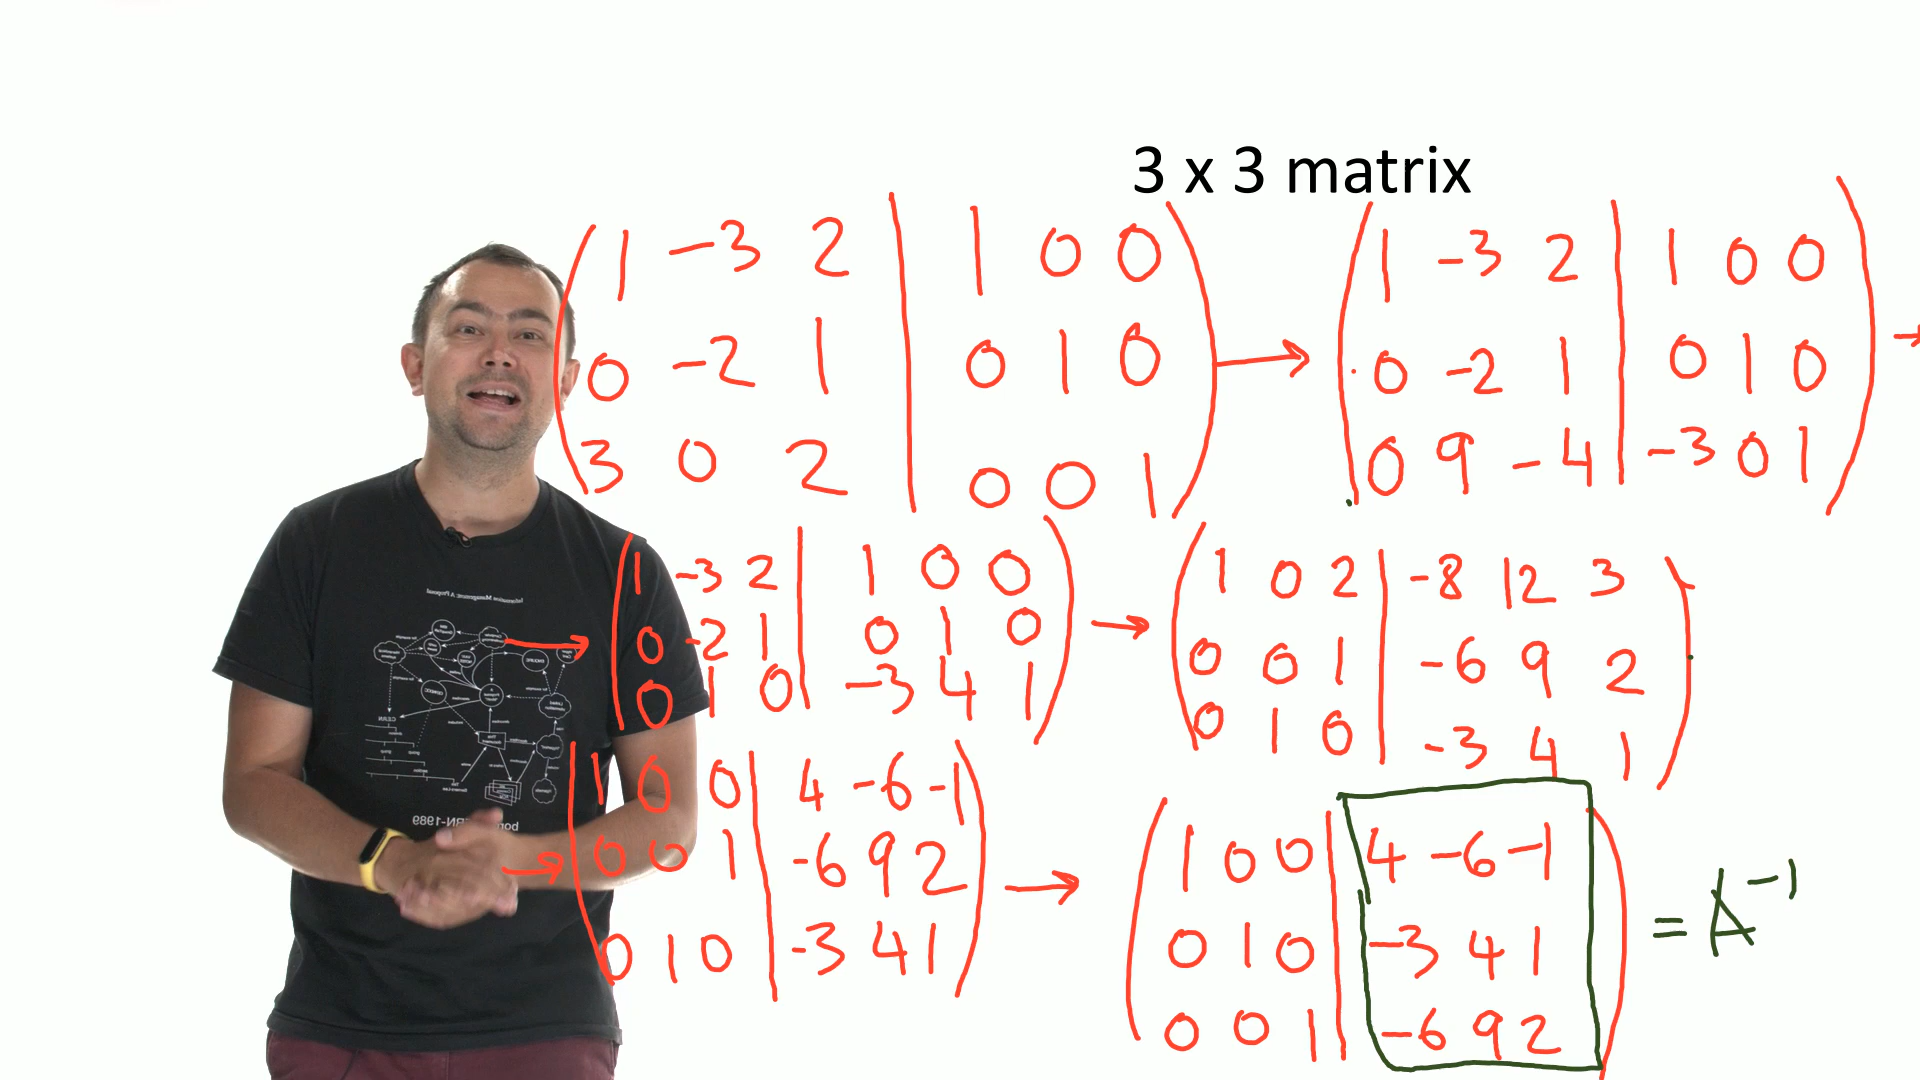 3 x 3 matrix
1 -3 2 | 1 0 0
0 -2 1 | 0 1 0
3 0 2 | 0 0 1
→
1 -3 2 | 1 0 0
0 -2 1 | 0 1 0
0 9 -4 | -3 0 1
→
→
1 -3 2 | 1 0 0
0 -2 1 | 0 1 0
0 1 0 | -3 4 1
→
1 0 2 | -8 12 3
0 0 1 | -6 9 2
0 1 0 | -3 4 1
→
1 0 0 | 4 -6 -1
0 0 1 | -6 9 2
0 1 0 | -3 4 1
→
1 0 0 | 4 -6 -1
0 1 0 | -3 4 1
0 0 1 | -6 9 2
= A⁻¹
Information Management: A Proposal
CERN-1989